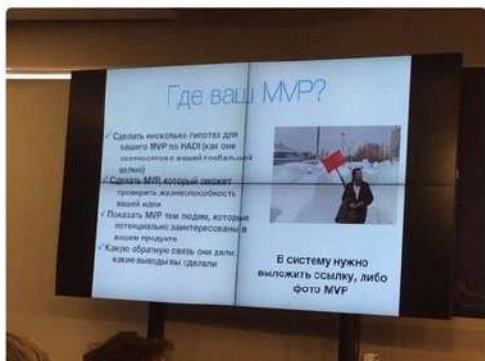 Где ваш MVP?
✓ Сделать несколько гипотез для
вашего MVP по HADI (как они
соотносятся с вашей глобальной
целью)
✓ Сделать MVP, который сможет
проверить жизнеспособность
вашей идеи
✓ Показать MVP тем людям, которые
потенциально заинтересованы в
вашем продукте
✓ Какую обратную связь они дали,
какие выводы вы сделали
В систему нужно
выложить ссылку, либо
фото MVP